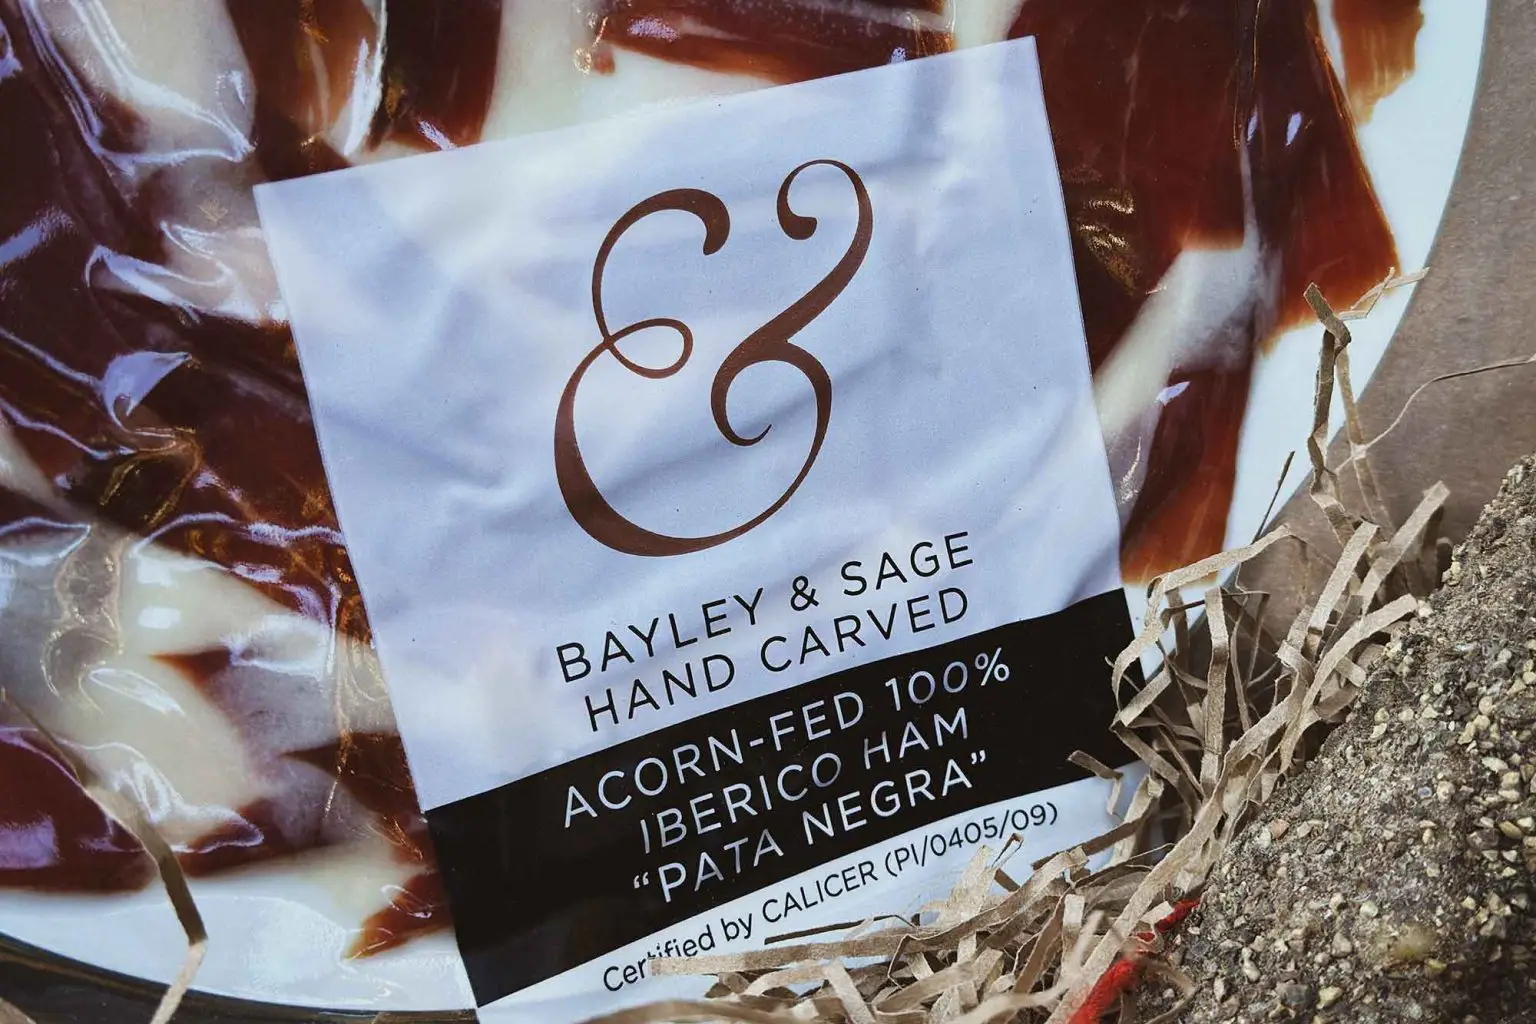 &
BAYLEY & SAGE
HAND CARVED
ACORN-FED 100%
IBERICO HAM
“PATA NEGRA”
Certified by CALICER (PI/0405/09)